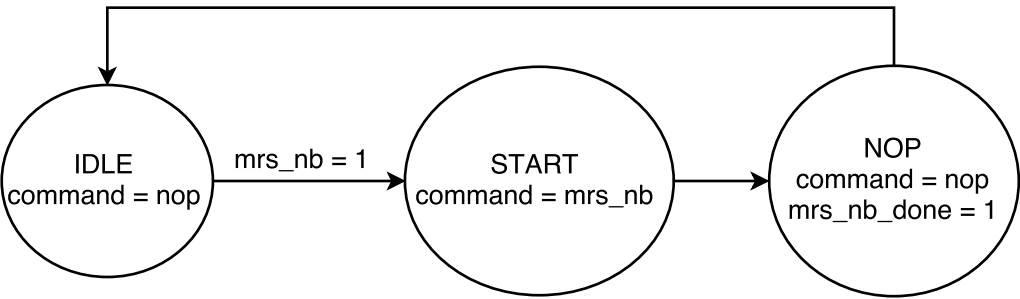 IDLE
command = nop
mrs_nb = 1
START
command = mrs_nb
NOP
command = nop
mrs_nb_done = 1